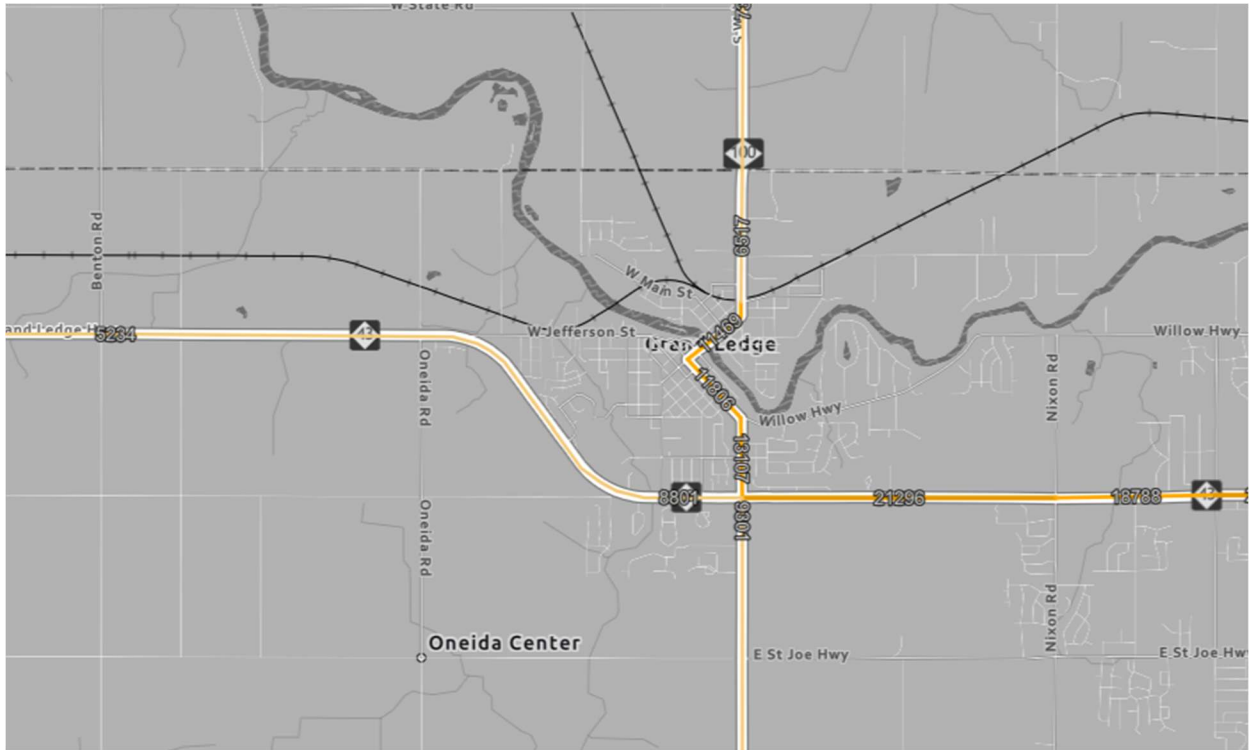 W State Rd
100
6517
Benton Rd
W Main St
and Ledge H
5234
43
W Jefferson St
11469
Grand Ledge
Willow Hwy
Oneida Rd
11806
Nixon Rd
Willow Hwy
13107
8801
21296
18788
43
Oneida Rd
9301
Nixon Rd
Oneida Center
E St Joe Hwy
E St Joe Hwy